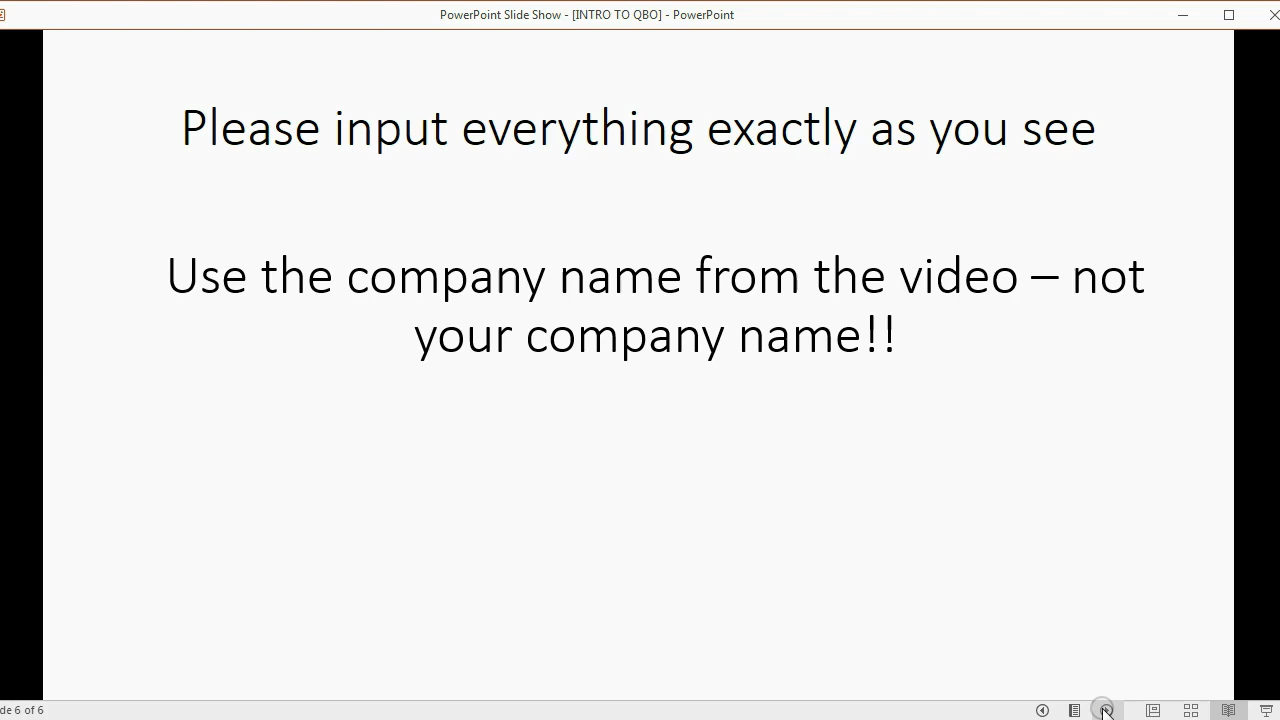 PowerPoint Slide Show - [INTRO TO QBO] - PowerPoint
Please input everything exactly as you see
Use the company name from the video – not
your company name!!
de 6 of 6